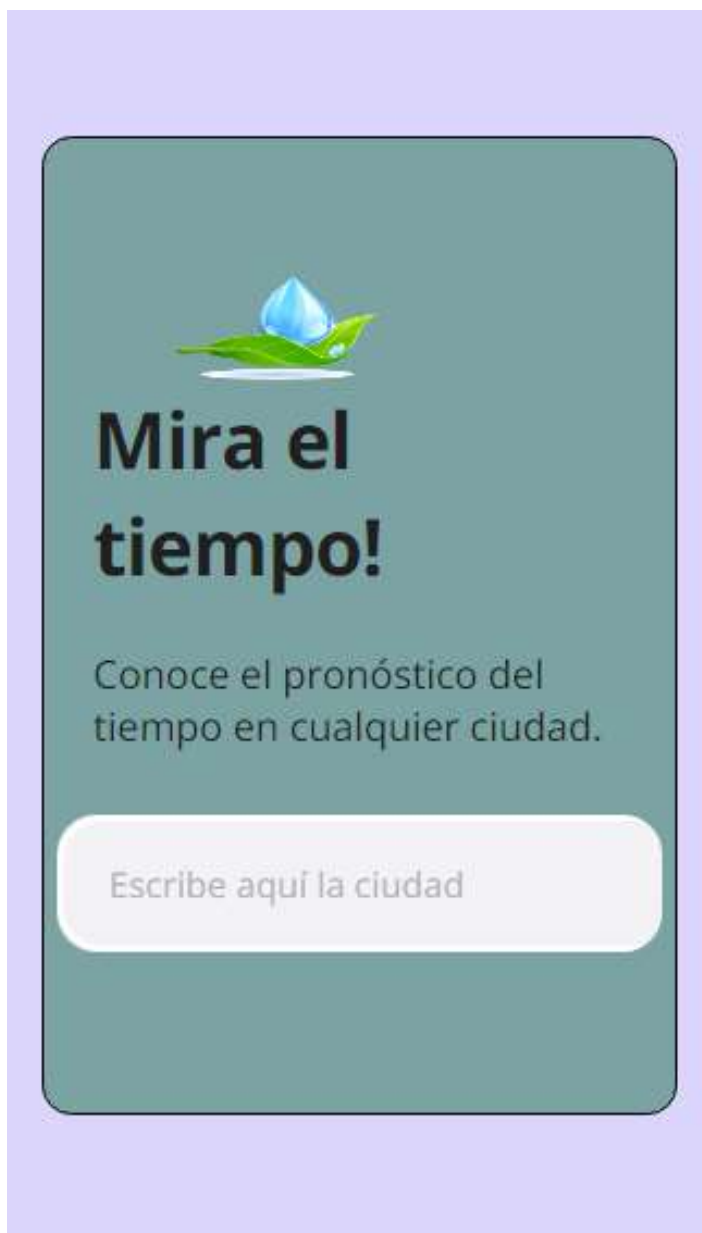 Mira el
tiempo!
Conoce el pronóstico del
tiempo en cualquier ciudad.
Escribe aquí la ciudad